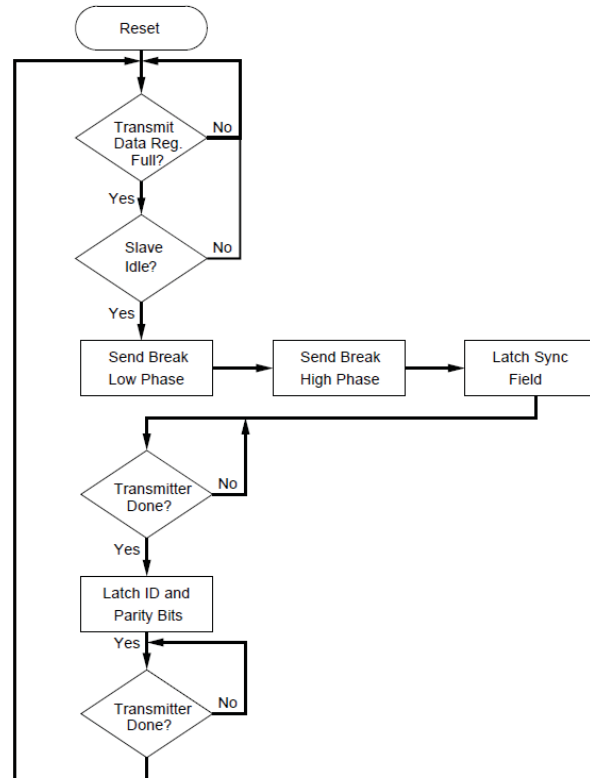 Reset
Transmit
Data Reg.
Full?
No
Yes
Slave
Idle?
No
Yes
Send Break
Low Phase
Send Break
High Phase
Latch Sync
Field
Transmitter
Done?
No
Yes
Latch ID and
Parity Bits
Yes
No
Transmitter
Done?